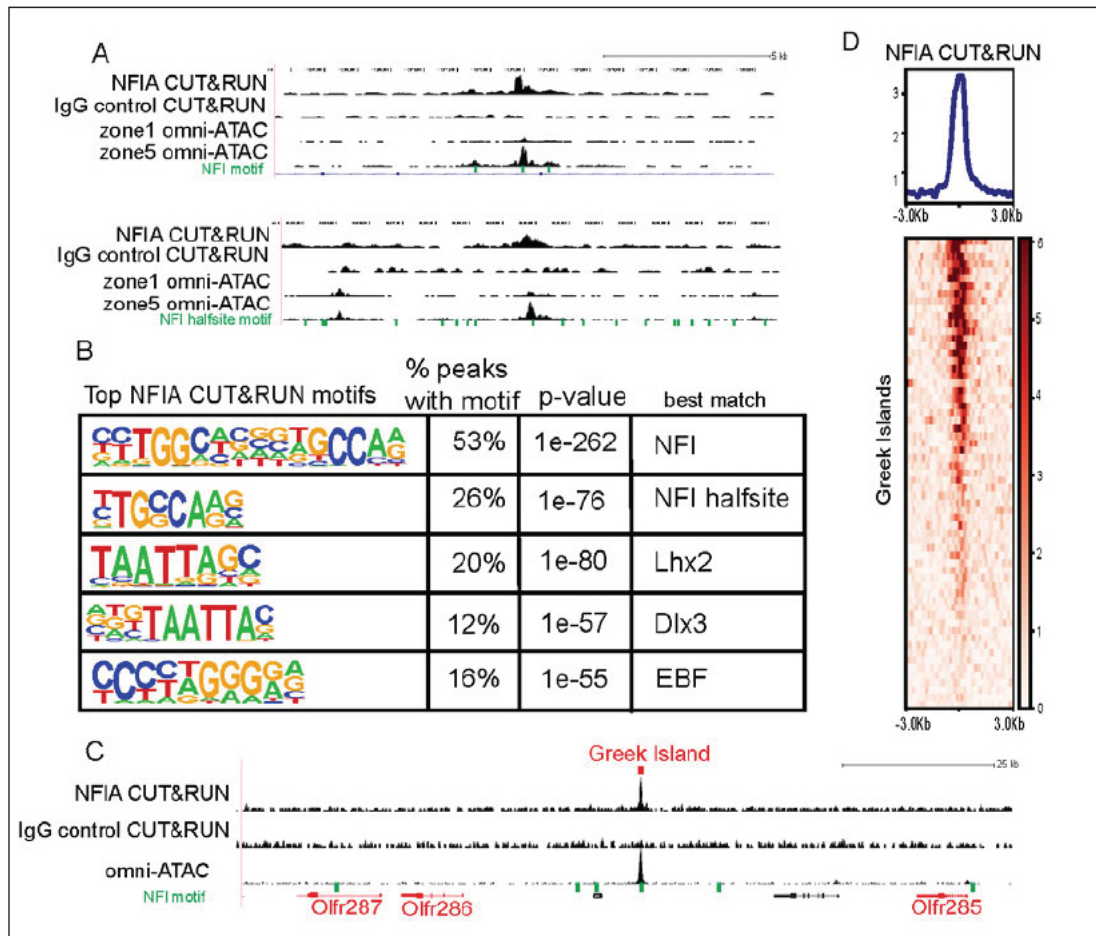 A
5 kb
NFIA CUT&RUN
IgG control CUT&RUN
zone1 omni-ATAC
zone5 omni-ATAC
NFI motif
NFIA CUT&RUN
IgG control CUT&RUN
zone1 omni-ATAC
zone5 omni-ATAC
NFI halfsite motif
B
Top NFIA CUT&RUN motifs
% peaks with motif
p-value
best match
53%
1e-262
NFI
26%
1e-76
NFI halfsite
TAATTAGC
20%
1e-80
Lhx2
12%
1e-57
Dlx3
16%
1e-55
EBF
C
Greek Island
25 kb
NFIA CUT&RUN
IgG control CUT&RUN
omni-ATAC
NFI motif
Olfr287
Olfr286
Olfr285
D
NFIA CUT&RUN
3
2
1
-3.0Kb
3.0Kb
Greek Islands
6
5
4
3
2
1
0
-3.0Kb
3.0Kb